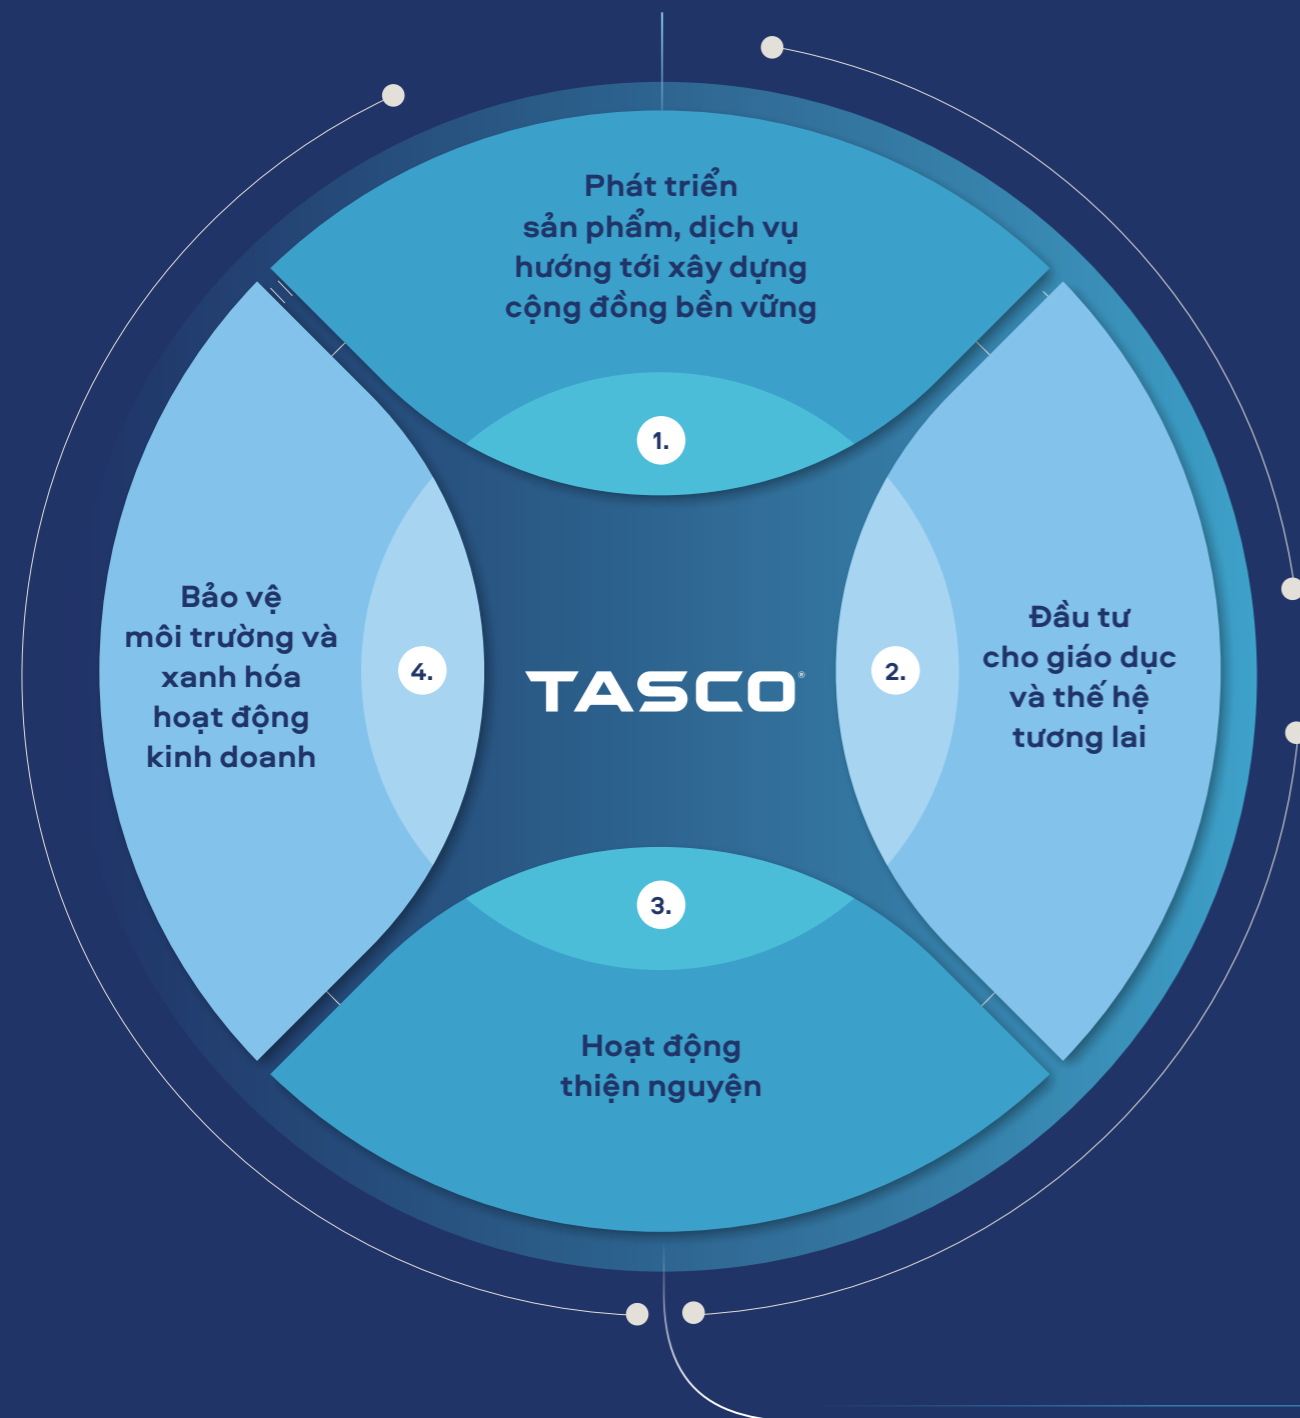 Phát triển
sản phẩm, dịch vụ
hướng tới xây dựng
cộng đồng bền vững
1.
Đầu tư
cho giáo dục
và thế hệ
tương lai
2.
3.
Hoạt động
thiện nguyện
Bảo vệ
môi trường và
xanh hóa
hoạt động
kinh doanh
4.
TASCO®